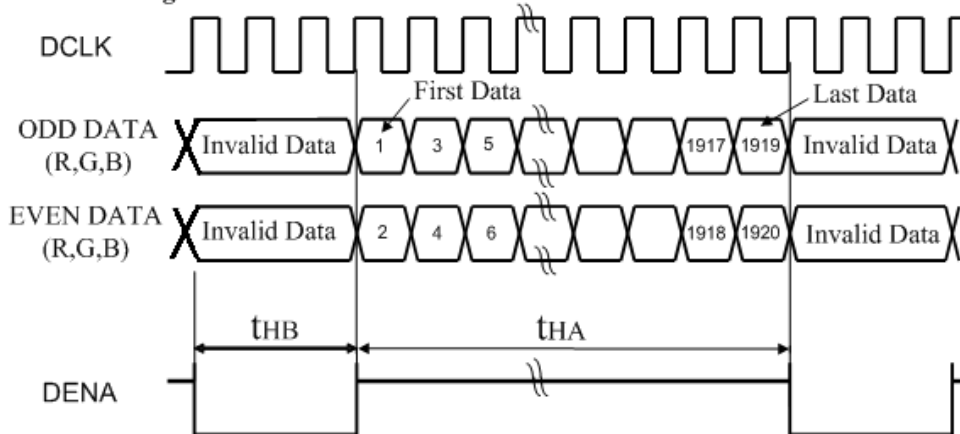 DCLK
First Data
Last Data
ODD DATA
(R,G,B)
Invalid Data 1 3 5 1917 1919 Invalid Data
EVEN DATA
(R,G,B)
Invalid Data 2 4 6 1918 1920 Invalid Data
tHB
tHA
DENA